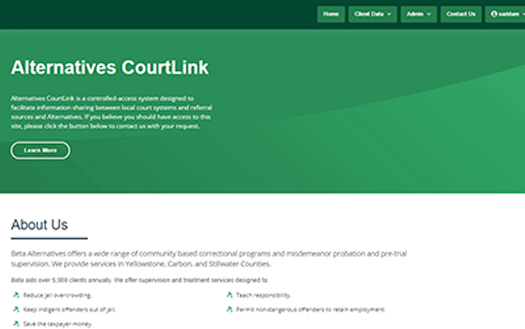 Home Client Data Admin Contact Us saddam
Alternatives CourtLink
Alternatives CourtLink is a controlled-access system designed to
facilitate information sharing between local court systems and referral
sources and Alternatives. If you believe you should have access to this
site, please click the button below to contact us with your request.
Learn More
About Us
Beta Alternatives offers a wide range of community based correctional programs and misdemeanor probation and pre-trial
supervision. We provide services in Yellowstone, Carbon, and Stillwater Counties.
Beta aids over 5,000 clients annually. We offer supervision and treatment services designed to:
Reduce jail overcrowding. Teach responsibility.
Keep indigent offenders out of jail. Permit non-dangerous offenders to retain employment.
Save the taxpayer money.